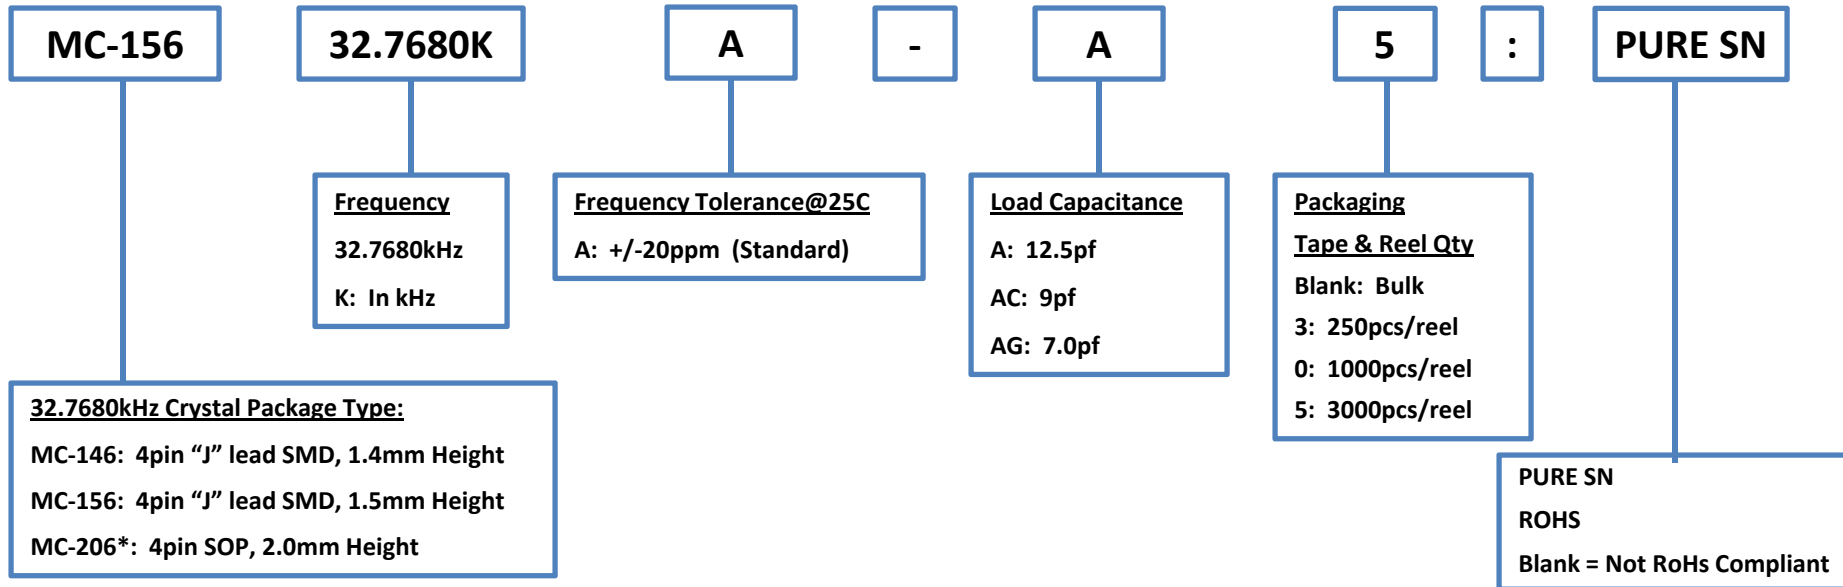 MC-156 32.7680K A - A 5 : PURE SN
Frequency
32.7680kHz
K: In kHz
Frequency Tolerance@25C
A: +/-20ppm (Standard)
Load Capacitance
A: 12.5pf
AC: 9pf
AG: 7.0pf
Packaging
Tape & Reel Qty
Blank: Bulk
3: 250pcs/reel
0: 1000pcs/reel
5: 3000pcs/reel
32.7680kHz Crystal Package Type:
MC-146: 4pin “J” lead SMD, 1.4mm Height
MC-156: 4pin “J” lead SMD, 1.5mm Height
MC-206*: 4pin SOP, 2.0mm Height
PURE SN
ROHS
Blank = Not RoHs Compliant